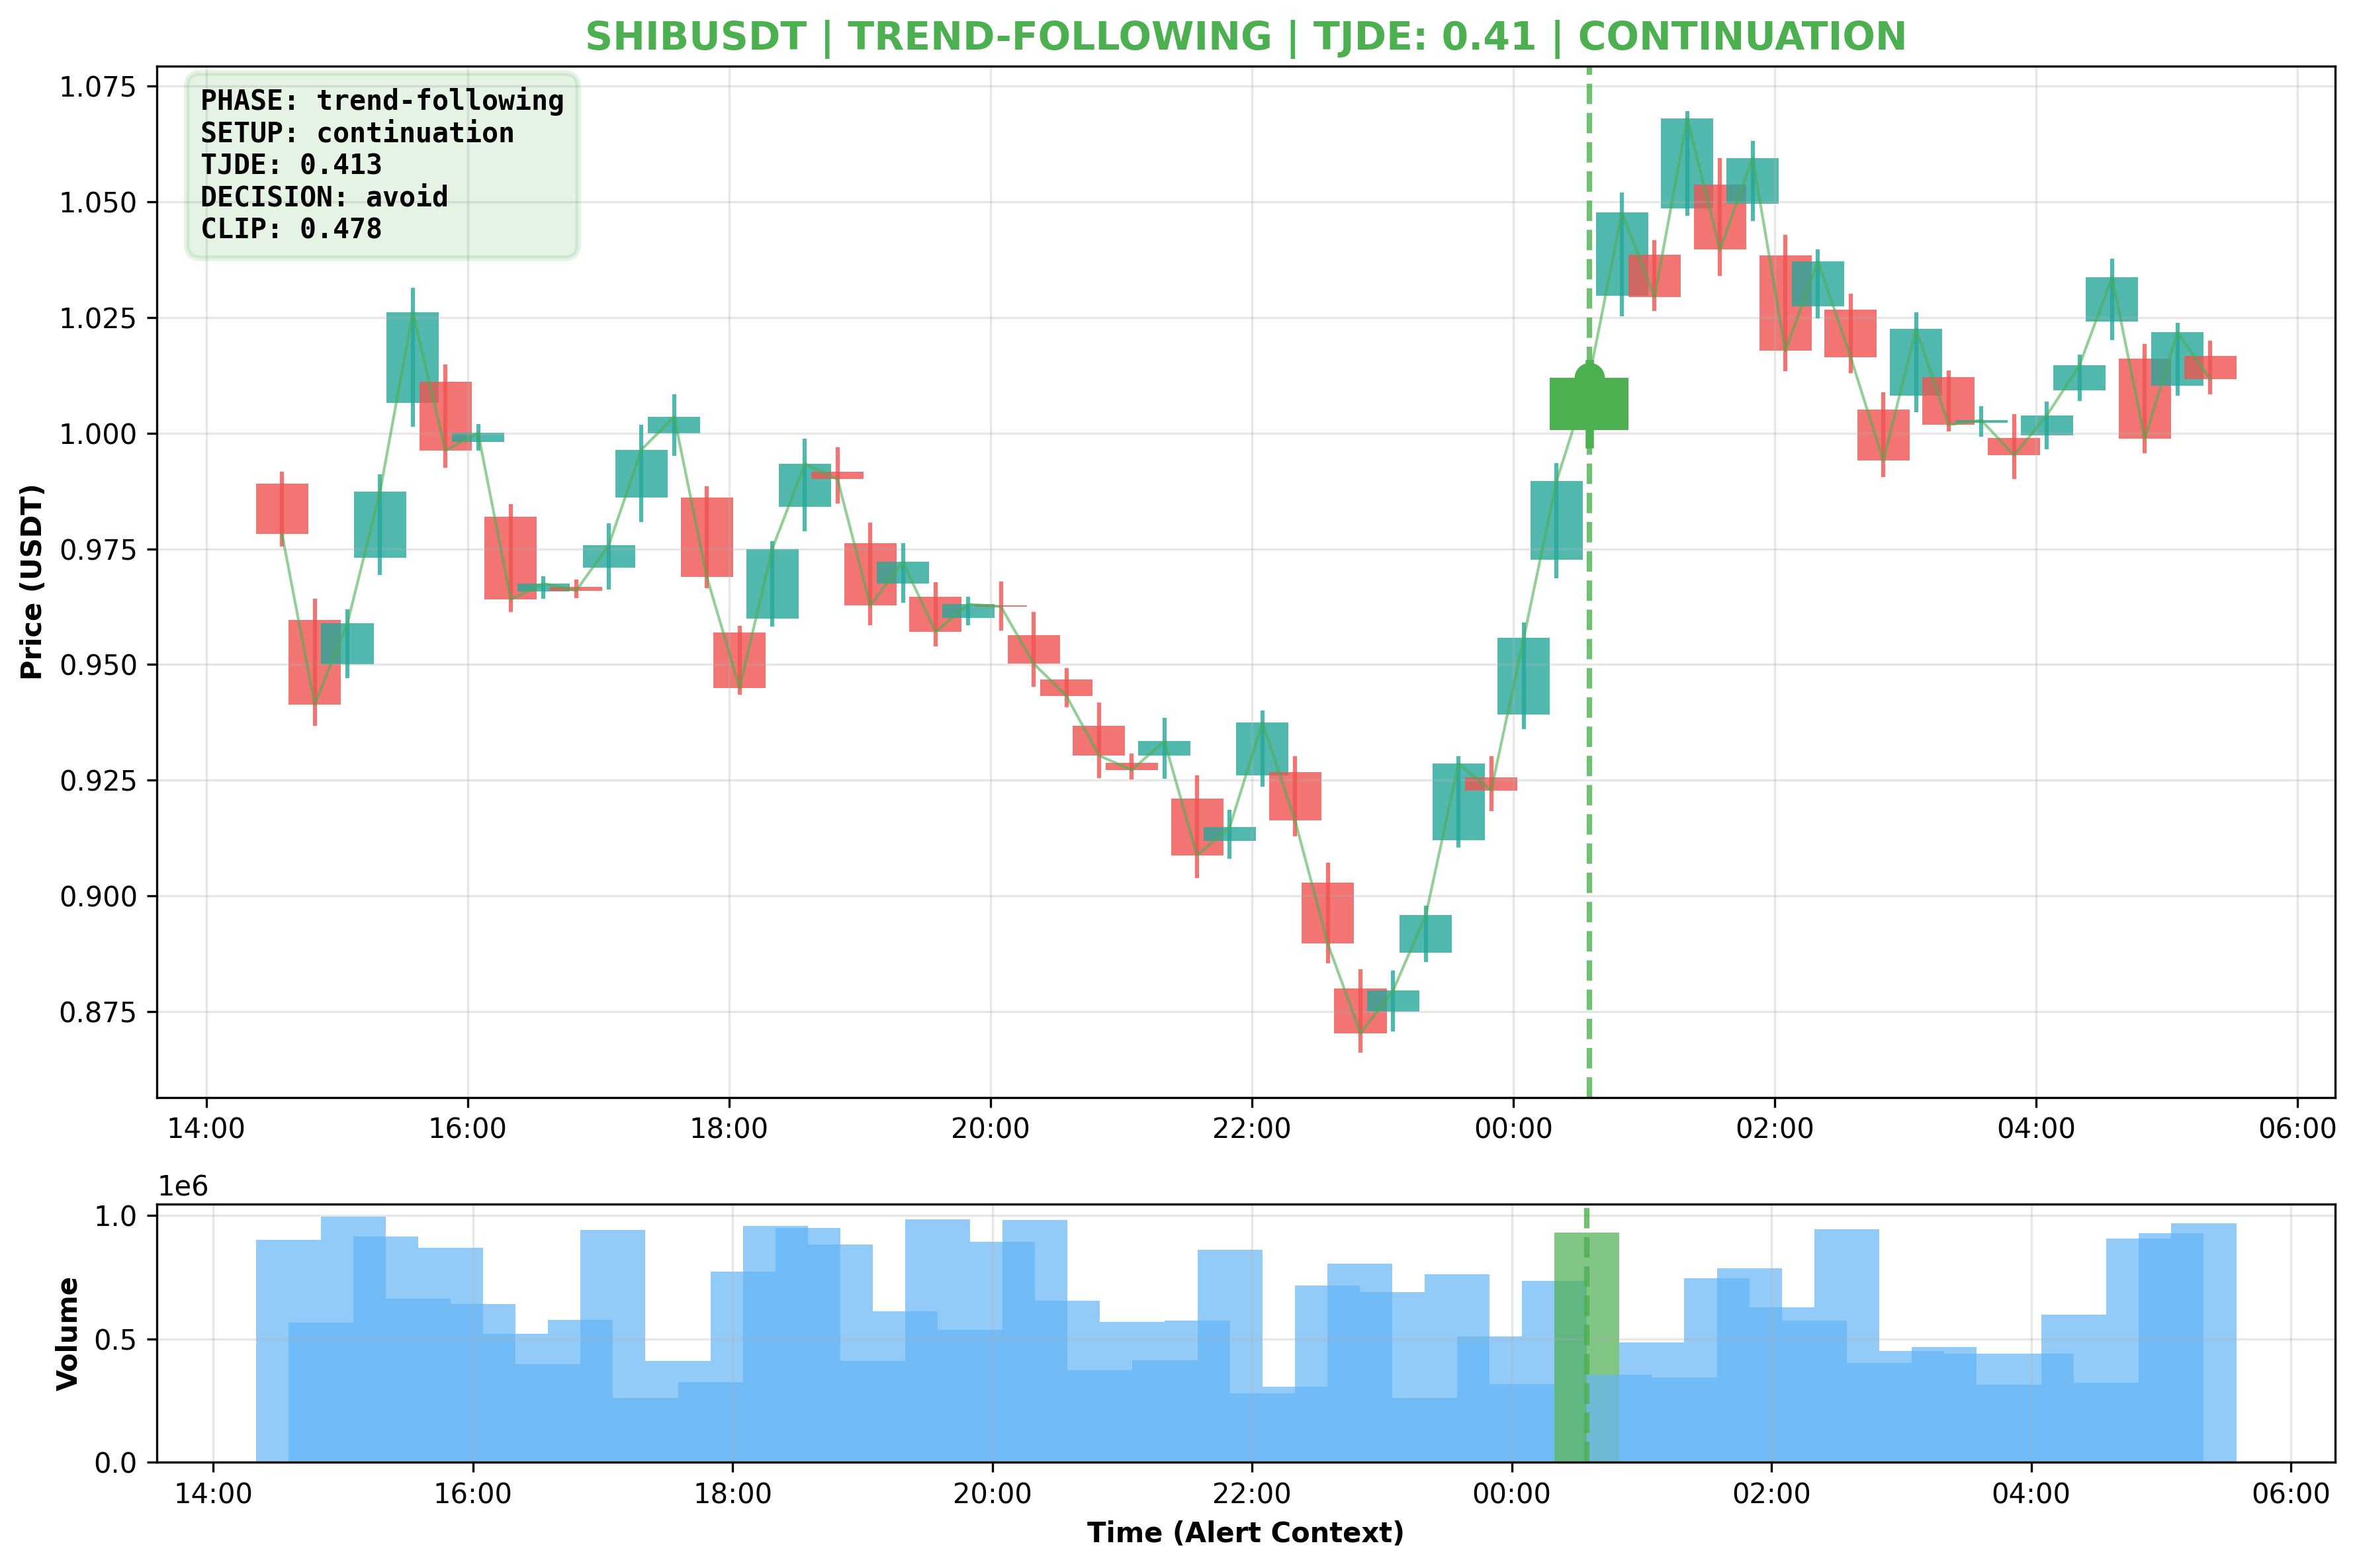 SHIBUSDT | TREND-FOLLOWING | TJDE: 0.41 | CONTINUATION
PHASE: trend-following
SETUP: continuation
TJDE: 0.413
DECISION: avoid
CLIP: 0.478
Price (USDT)
1.075
1.050
1.025
1.000
0.975
0.950
0.925
0.900
0.875
14:00 16:00 18:00 20:00 22:00 00:00 02:00 04:00 06:00
1e6
Volume
1.0
0.5
0.0
14:00 16:00 18:00 20:00 22:00 00:00 02:00 04:00 06:00
Time (Alert Context)